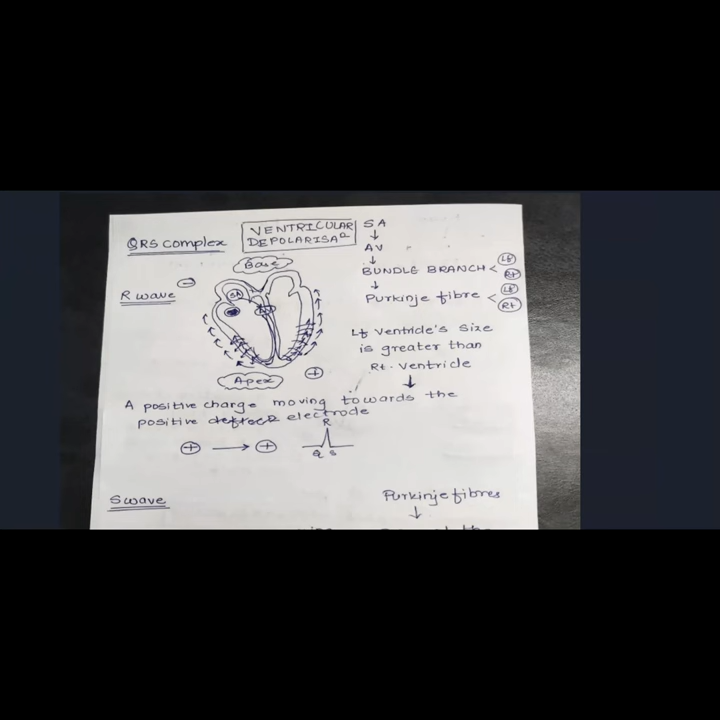 QRS complex
VENTRICULAR
DEPOLARISAⁿ
SA
↓
AV
↓
BUNDLE BRANCH < Lt
Rt
↓
Purkinje fibre < Lt
Rt
Base
R wave
−
SA
Lt Ventricle's Size
is greater than
Rt. Ventricle
↓
Apex
+
A positive charge moving towards the
positive electrode
+ → +
R
Q S
S wave
Purkinje fibres
↓